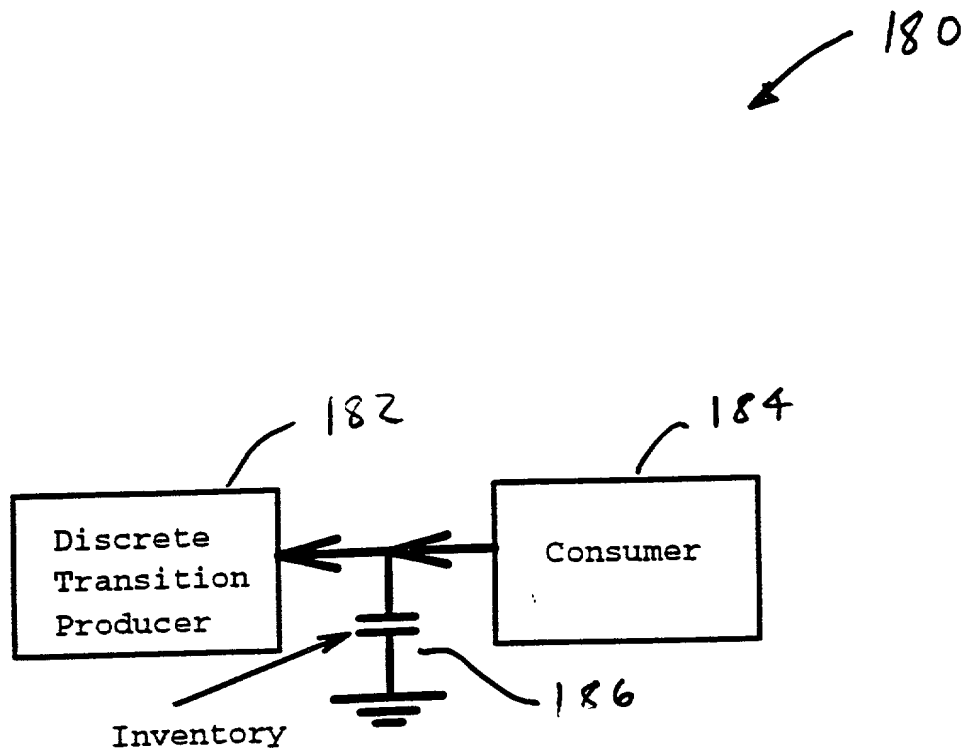 180
182
184
Discrete
Transition
Producer
Consumer
186
Inventory